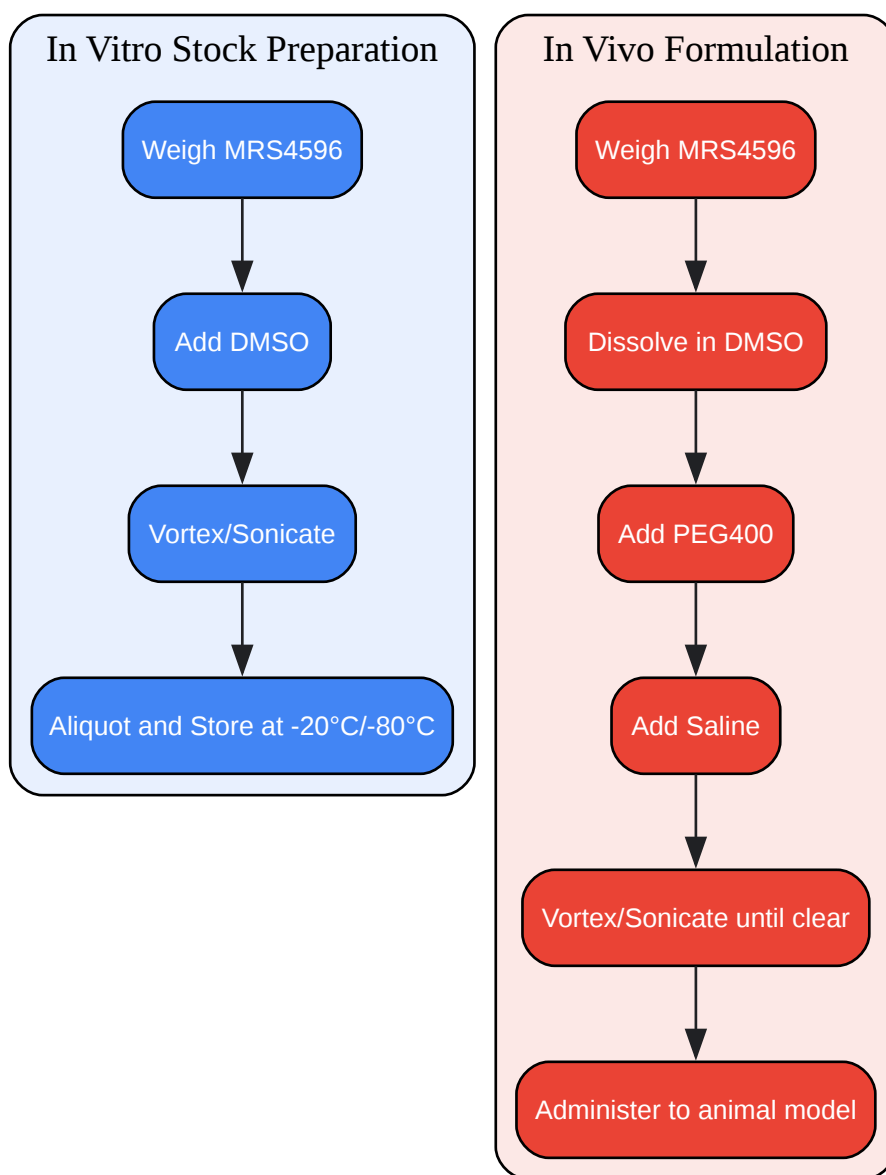 In Vitro Stock Preparation
Weigh MRS4596
Add DMSO
Vortex/Sonicate
Aliquot and Store at -20°C/-80°C
In Vivo Formulation
Weigh MRS4596
Dissolve in DMSO
Add PEG400
Add Saline
Vortex/Sonicate until clear
Administer to animal model